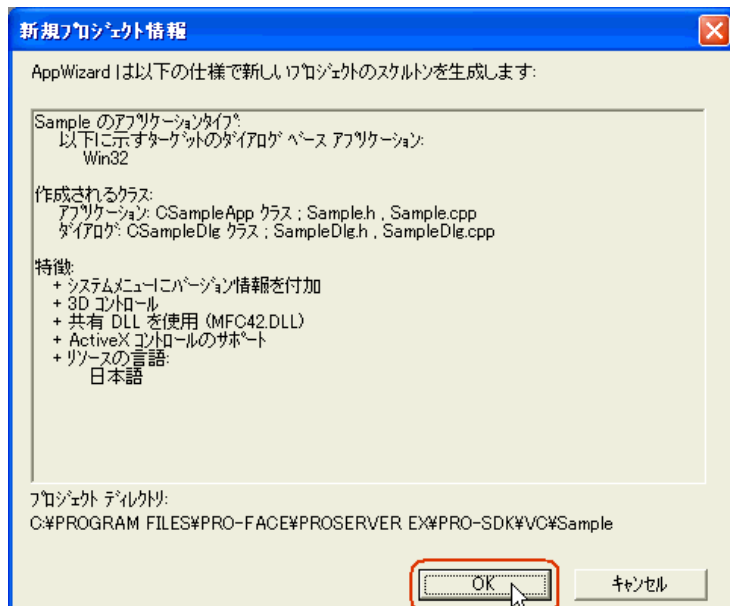 新規ﾌﾟﾛｼﾞｪｸﾄ情報
AppWizard は以下の仕様で新しいﾌﾟﾛｼﾞｪｸﾄのｽｹﾙﾄﾝを生成します:
Sample のｱﾌﾟﾘｹｰｼｮﾝﾀｲﾌﾟ:
以下に示すﾀｰｹﾞｯﾄのﾀﾞｲｱﾛｸﾞ ﾍﾞｰｽ ｱﾌﾟﾘｹｰｼｮﾝ:
Win32
作成されるｸﾗｽ:
ｱﾌﾟﾘｹｰｼｮﾝ: CSampleApp ｸﾗｽ ; Sample.h , Sample.cpp
ﾀﾞｲｱﾛｸﾞ: CSampleDlg ｸﾗｽ ; SampleDlg.h , SampleDlg.cpp
特徴:
+ ｼｽﾃﾑﾒﾆｭｰにﾊﾞｰｼﾞｮﾝ情報を付加
+ 3D ｺﾝﾄﾛｰﾙ
+ 共有 DLL を使用 (MFC42.DLL)
+ ActiveX ｺﾝﾄﾛｰﾙのｻﾎﾟｰﾄ
+ ﾘｿｰｽの言語:
日本語
ﾌﾟﾛｼﾞｪｸﾄ ﾃﾞｨﾚｸﾄﾘ:
C:¥PROGRAM FILES¥PRO-FACE¥PROSERVER EX¥PRO-SDK¥VC¥Sample
OK ｷｬﾝｾﾙ